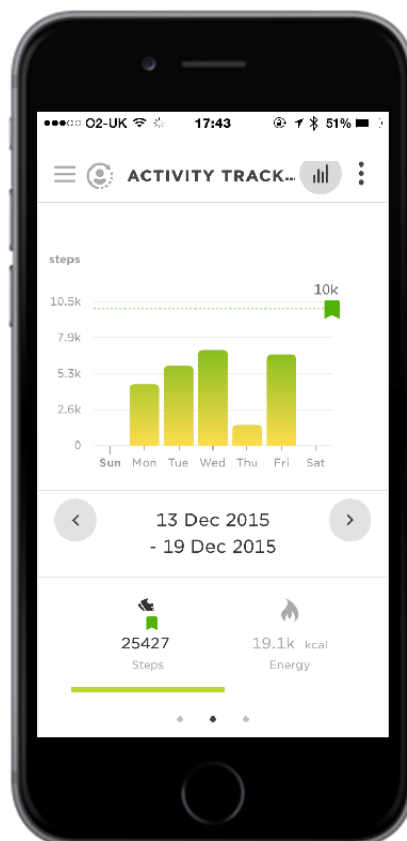 O2-UK 17:43 51%
ACTIVITY TRACK...
steps
10k
10.5k
7.9k
5.3k
2.6k
0
Sun Mon Tue Wed Thu Fri Sat
13 Dec 2015
- 19 Dec 2015
25427 19.1k kcal
Steps Energy